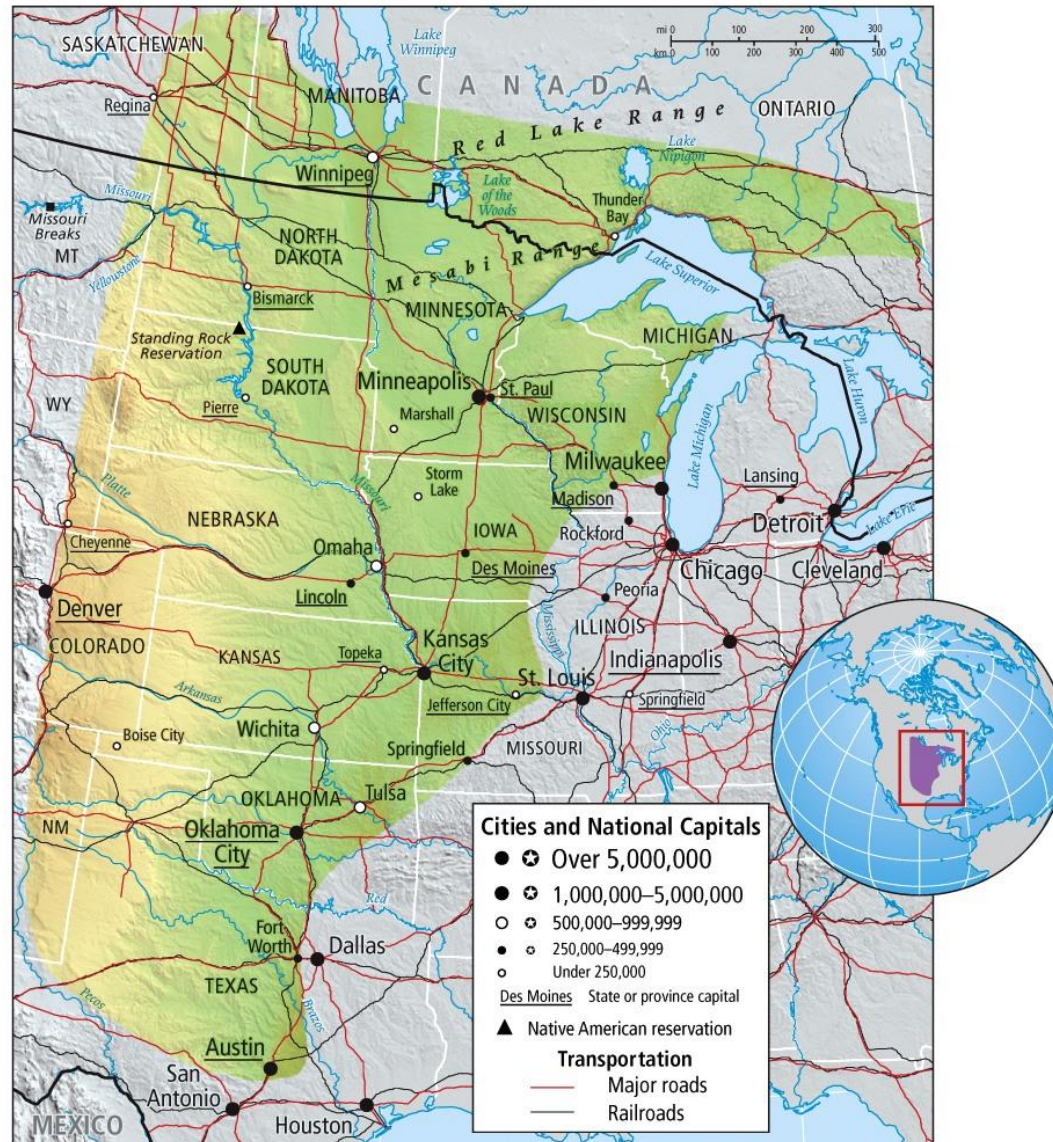 SASKATCHEWAN
Lake
Winnipeg
CANADA
mi 0 100 200 300
km 0 100 200 300 400 500
Regina
MANITOBA
ONTARIO
Red Lake Range
Lake
Nipigon
Winnipeg
Lake
of the
Woods
Thunder
Bay
Missouri
Missouri
Breaks
MT
NORTH
DAKOTA
Mesabi Range
Lake Superior
Yellowstone
Bismarck
MINNESOTA
MICHIGAN
Standing Rock
Reservation
SOUTH
DAKOTA
Minneapolis
St. Paul
Lake Huron
WY
Pierre
Marshall
WISCONSIN
Lake Michigan
Milwaukee
Lansing
Storm
Lake
Missouri
Madison
Platte
NEBRASKA
IOWA
Rockford
Detroit
Lake Erie
Cheyenne
Omaha
Des Moines
Chicago
Cleveland
Lincoln
Denver
Peoria
Mississippi
COLORADO
KANSAS
Topeka
Kansas
City
ILLINOIS
Indianapolis
St. Louis
Arkansas
Jefferson City
Springfield
Wichita
Ohio
Boise City
Springfield
MISSOURI
OKLAHOMA
Tulsa
NM
Oklahoma
City
Red
Fort
Worth
Dallas
TEXAS
Pecos
Brazos
Austin
San
Antonio
Houston
MEXICO
Cities and National Capitals
Over 5,000,000
1,000,000–5,000,000
500,000–999,999
250,000–499,999
Under 250,000
Des Moines State or province capital
Native American reservation
Transportation
Major roads
Railroads